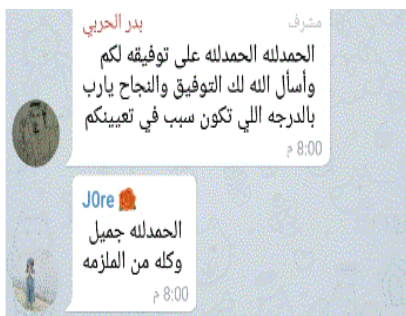 بدر الحربي مشرف
الحمدلله الحمدلله على توفيقه لكم
وأسأل الله لك التوفيق والنجاح يارب
بالدرجه اللي تكون سبب في تعيينكم
8:00 م
J0re 🌹
الحمدلله جميل
وكله من الملزمه
8:00 م